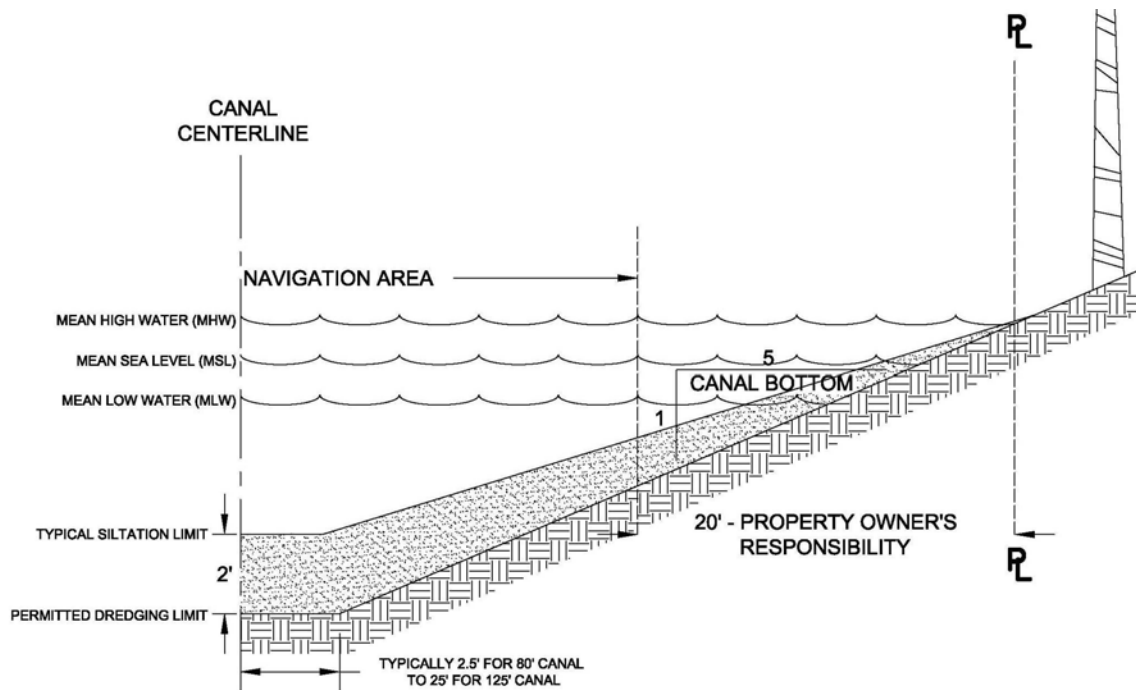 PL
CANAL
CENTERLINE
NAVIGATION AREA
MEAN HIGH WATER (MHW)
MEAN SEA LEVEL (MSL)
5
CANAL BOTTOM
MEAN LOW WATER (MLW)
1
TYPICAL SILTATION LIMIT
20' - PROPERTY OWNER'S
RESPONSIBILITY
2'
PL
PERMITTED DREDGING LIMIT
TYPICALLY 2.5' FOR 80' CANAL
TO 25' FOR 125' CANAL